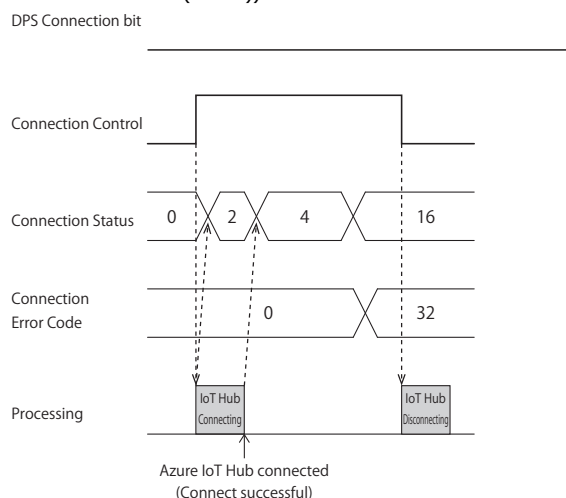 DPS Connection bit
Connection Control
Connection Status
0
2
4
16
Connection
Error Code
0
32
Processing
IoT Hub
Connecting
IoT Hub
Disconnecting
Azure IoT Hub connected
(Connect successful)